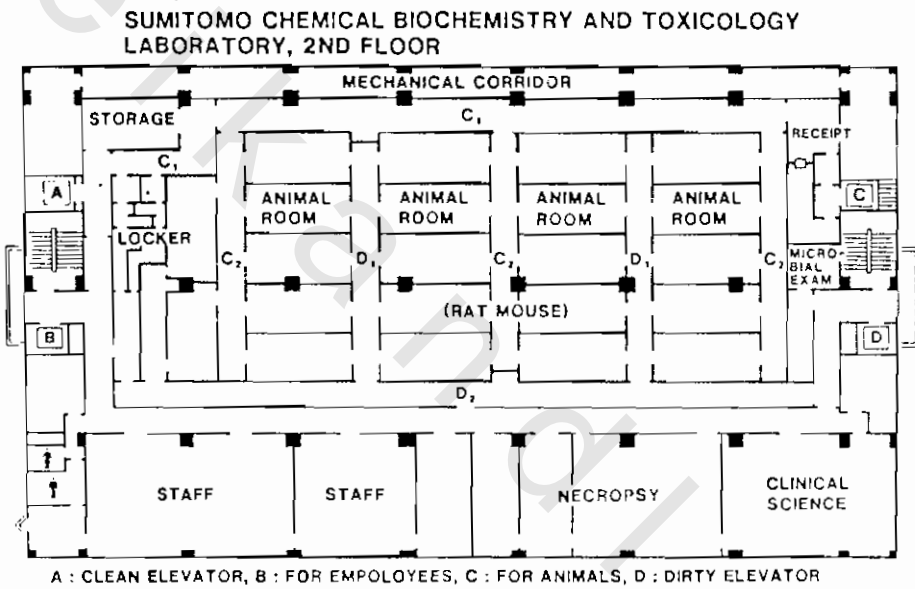 SUMITOMO CHEMICAL BIOCHEMISTRY AND TOXICOLOGY
LABORATORY, 2ND FLOOR
MECHANICAL CORRIDOR
STORAGE
C₁
RECEIPT
C₁
A
ANIMAL
ROOM
ANIMAL
ROOM
ANIMAL
ROOM
ANIMAL
ROOM
C
LOCKER
C₂
D₁
C₂
D₁
C₂
MICRO-
BIAL
EXAM
(RAT MOUSE)
B
D
D₂
STAFF
STAFF
NECROPSY
CLINICAL
SCIENCE
A : CLEAN ELEVATOR, B : FOR EMPOLOYEES, C : FOR ANIMALS, D : DIRTY ELEVATOR